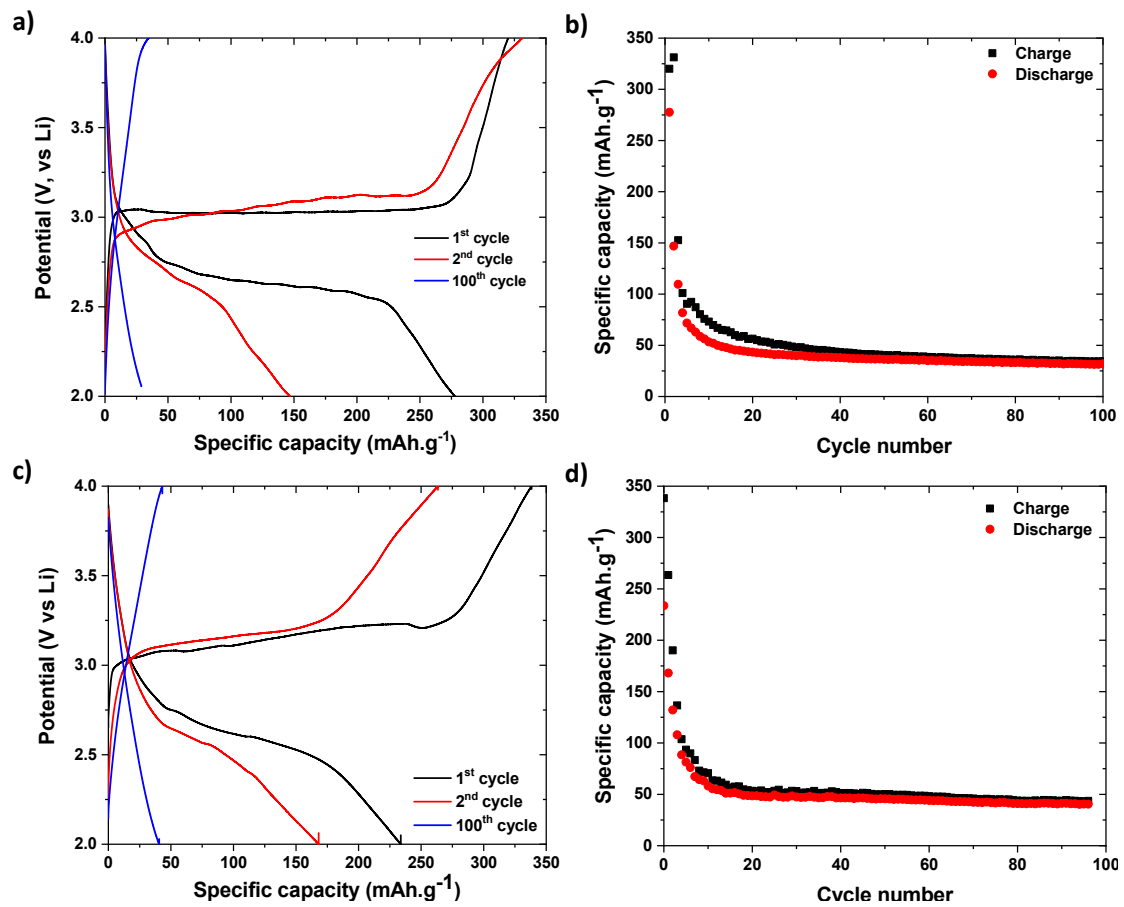 a)
4.0
3.5
3.0
2.5
2.0
Potential (V, vs Li)
1st cycle
2nd cycle
100th cycle
0 50 100 150 200 250 300 350
Specific capacity (mAh.g-1)
b)
350
300
250
200
150
100
50
0
Specific capacity (mAh.g-1)
Charge
Discharge
0 20 40 60 80 100
Cycle number
c)
4.0
3.5
3.0
2.5
2.0
Potential (V vs Li)
1st cycle
2nd cycle
100th cycle
0 50 100 150 200 250 300 350
Specific capacity (mAh.g-1)
d)
350
300
250
200
150
100
50
0
Specific capacity (mAh.g-1)
Charge
Discharge
0 20 40 60 80 100
Cycle number